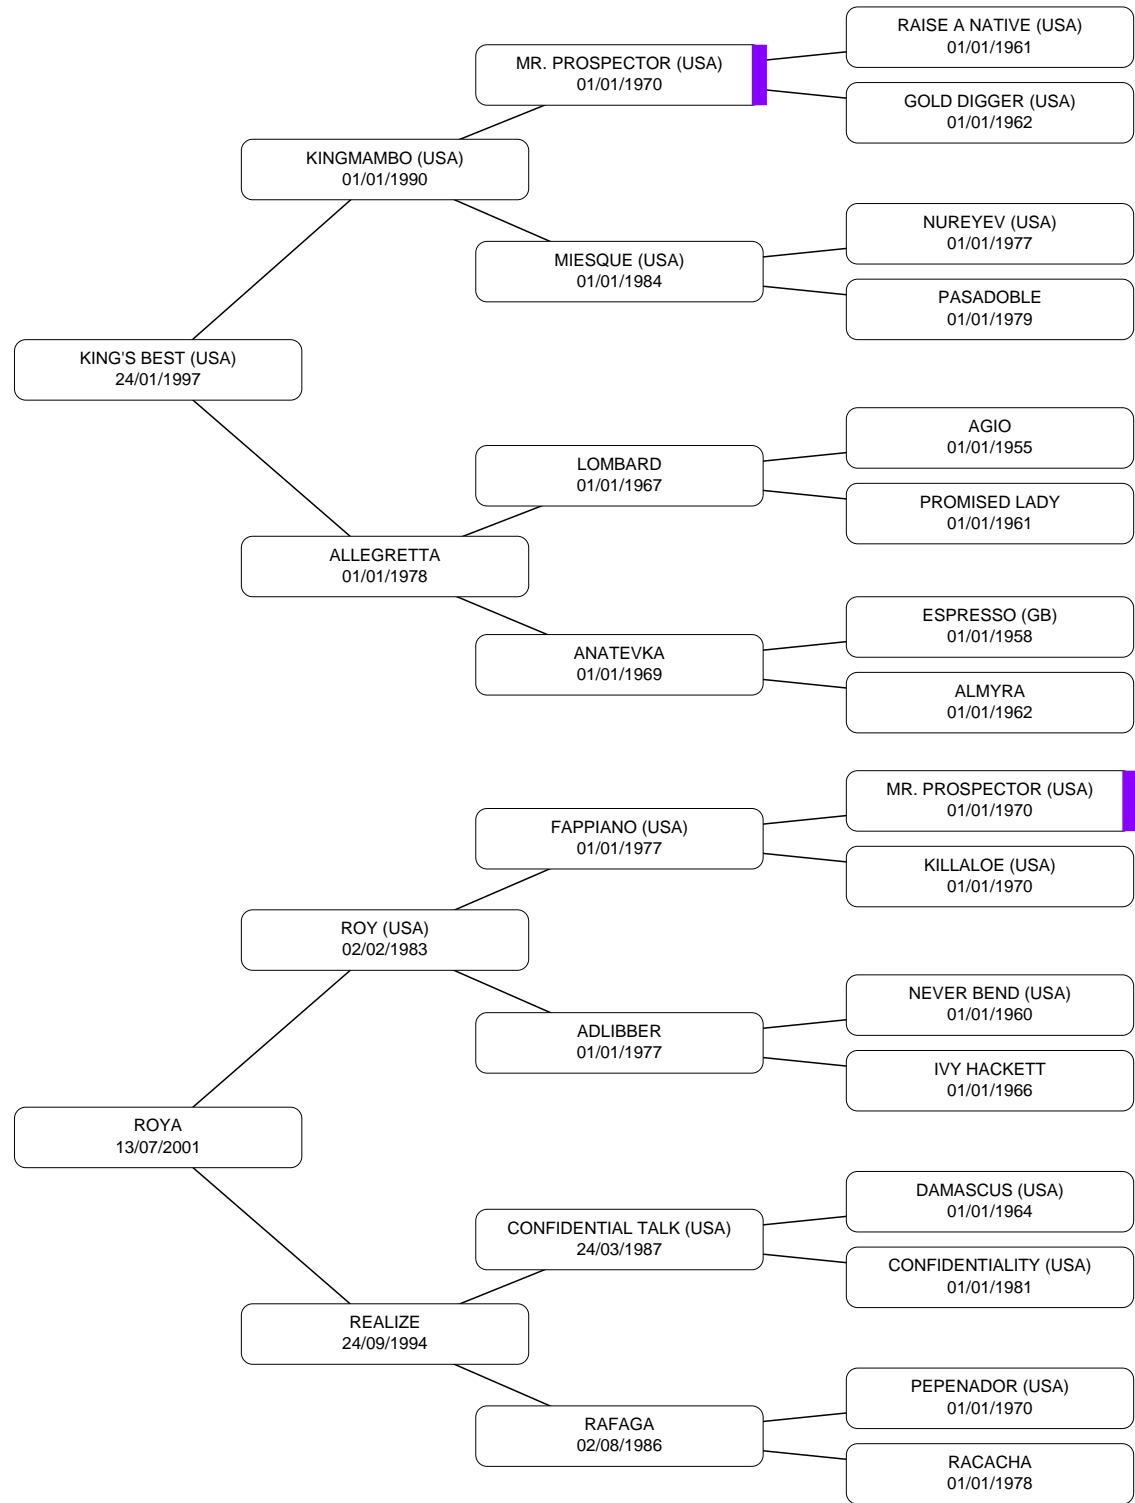 RAISE A NATIVE (USA)
01/01/1961
MR. PROSPECTOR (USA)
01/01/1970
GOLD DIGGER (USA)
01/01/1962
KINGMAMBO (USA)
01/01/1990
NUREYEV (USA)
01/01/1977
MIESQUE (USA)
01/01/1984
PASADOBLE
01/01/1979
KING'S BEST (USA)
24/01/1997
AGIO
01/01/1955
LOMBARD
01/01/1967
PROMISED LADY
01/01/1961
ALLEGRETTA
01/01/1978
ESPRESSO (GB)
01/01/1958
ANATEVKA
01/01/1969
ALMYRA
01/01/1962
MR. PROSPECTOR (USA)
01/01/1970
FAPPIANO (USA)
01/01/1977
KILLALOE (USA)
01/01/1970
ROY (USA)
02/02/1983
NEVER BEND (USA)
01/01/1960
ADLIBBER
01/01/1977
IVY HACKETT
01/01/1966
ROYA
13/07/2001
DAMASCUS (USA)
01/01/1964
CONFIDENTIAL TALK (USA)
24/03/1987
CONFIDENTIALITY (USA)
01/01/1981
REALIZE
24/09/1994
PEPENADOR (USA)
01/01/1970
RAFAGA
02/08/1986
RACACHA
01/01/1978